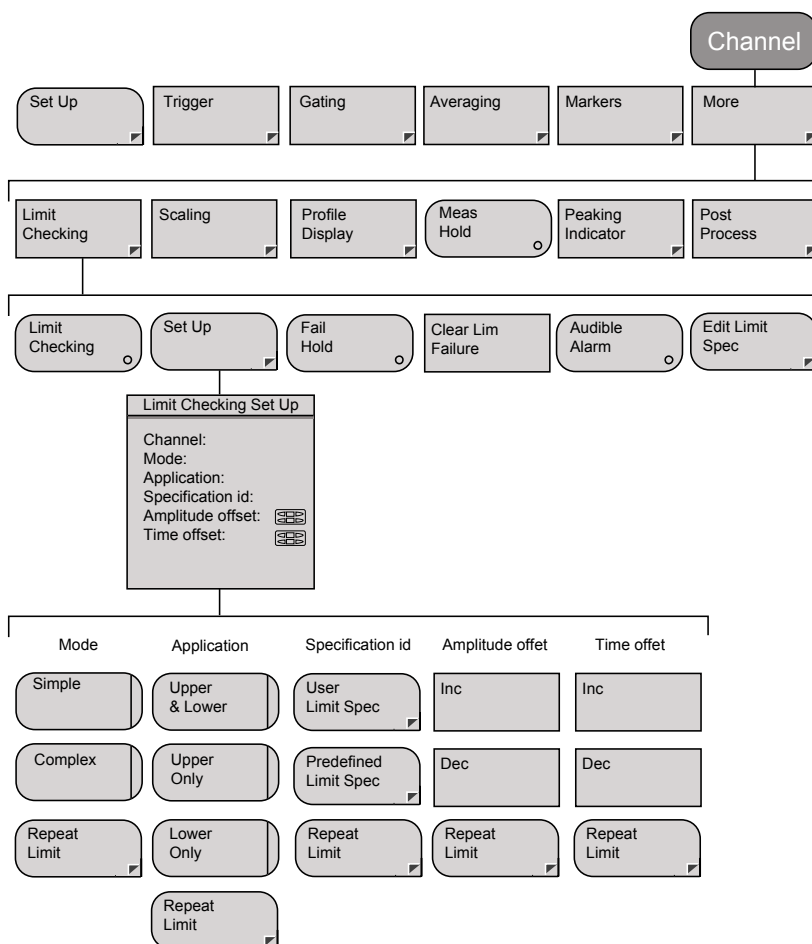 Channel
Set Up
Trigger
Gating
Averaging
Markers
More
Limit
Checking
Scaling
Profile
Display
Meas
Hold
Peaking
Indicator
Post
Process
Limit
Checking
Set Up
Fail
Hold
Clear Lim
Failure
Audible
Alarm
Edit Limit
Spec
Limit Checking Set Up
Channel:
Mode:
Application:
Specification id:
Amplitude offset:
Time offset:
Mode
Application
Specification id
Amplitude offet
Time offet
Simple
Upper
& Lower
User
Limit Spec
Inc
Inc
Complex
Upper
Only
Predefined
Limit Spec
Dec
Dec
Repeat
Limit
Lower
Only
Repeat
Limit
Repeat
Limit
Repeat
Limit
Repeat
Limit